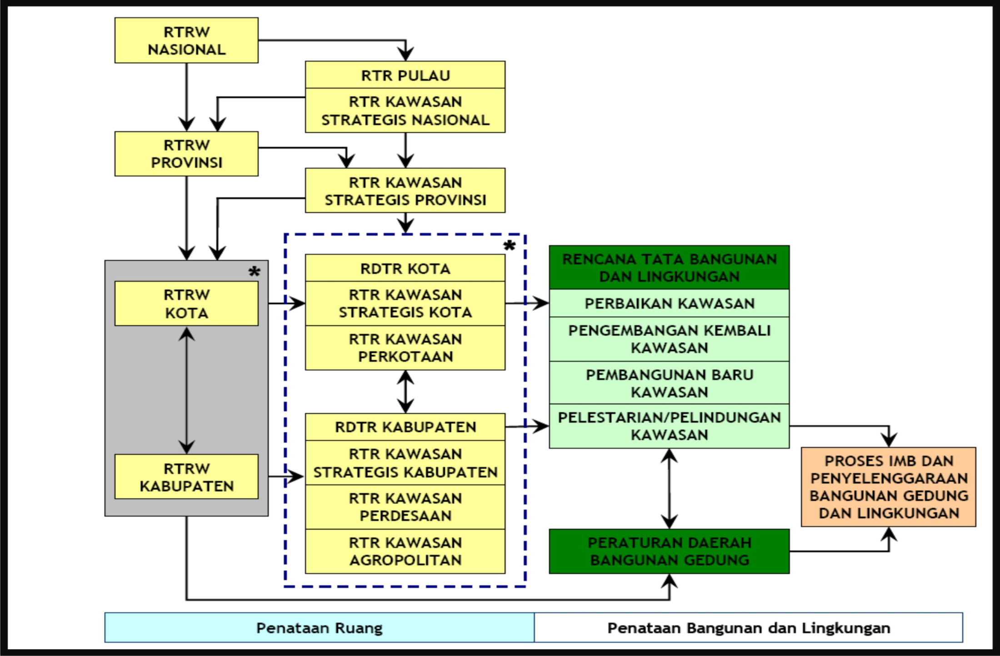 RTRW
NASIONAL
RTR PULAU
RTR KAWASAN
STRATEGIS NASIONAL
RTRW
PROVINSI
RTR KAWASAN
STRATEGIS PROVINSI
*
RTRW
KOTA
RTRW
KABUPATEN
*
RDTR KOTA
RTR KAWASAN
STRATEGIS KOTA
RTR KAWASAN
PERKOTAAN
RDTR KABUPATEN
RTR KAWASAN
STRATEGIS KABUPATEN
RTR KAWASAN
PERDESAAN
RTR KAWASAN
AGROPOLITAN
RENCANA TATA BANGUNAN
DAN LINGKUNGAN
PERBAIKAN KAWASAN
PENGEMBANGAN KEMBALI
KAWASAN
PEMBANGUNAN BARU
KAWASAN
PELESTARIAN/PELINDUNGAN
KAWASAN
PERATURAN DAERAH
BANGUNAN GEDUNG
PROSES IMB DAN
PENYELENGGARAAN
BANGUNAN GEDUNG
DAN LINGKUNGAN
Penataan Ruang
Penataan Bangunan dan Lingkungan